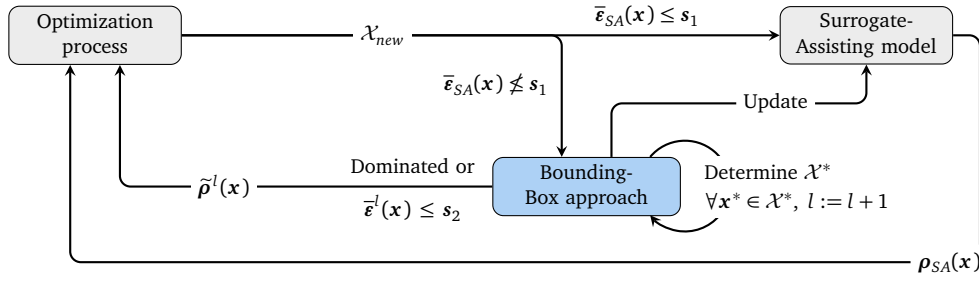 Optimization
process
𝒳_new
ε̅_SA(x) ≤ s₁
Surrogate-
Assisting model
ε̅_SA(x) ≰ s₁
Update
Dominated or
ρ̃^l(x)
ε̅^l(x) ≤ s₂
Bounding-
Box approach
Determine 𝒳*
∀x* ∈ 𝒳*, l := l + 1
ρ_SA(x)